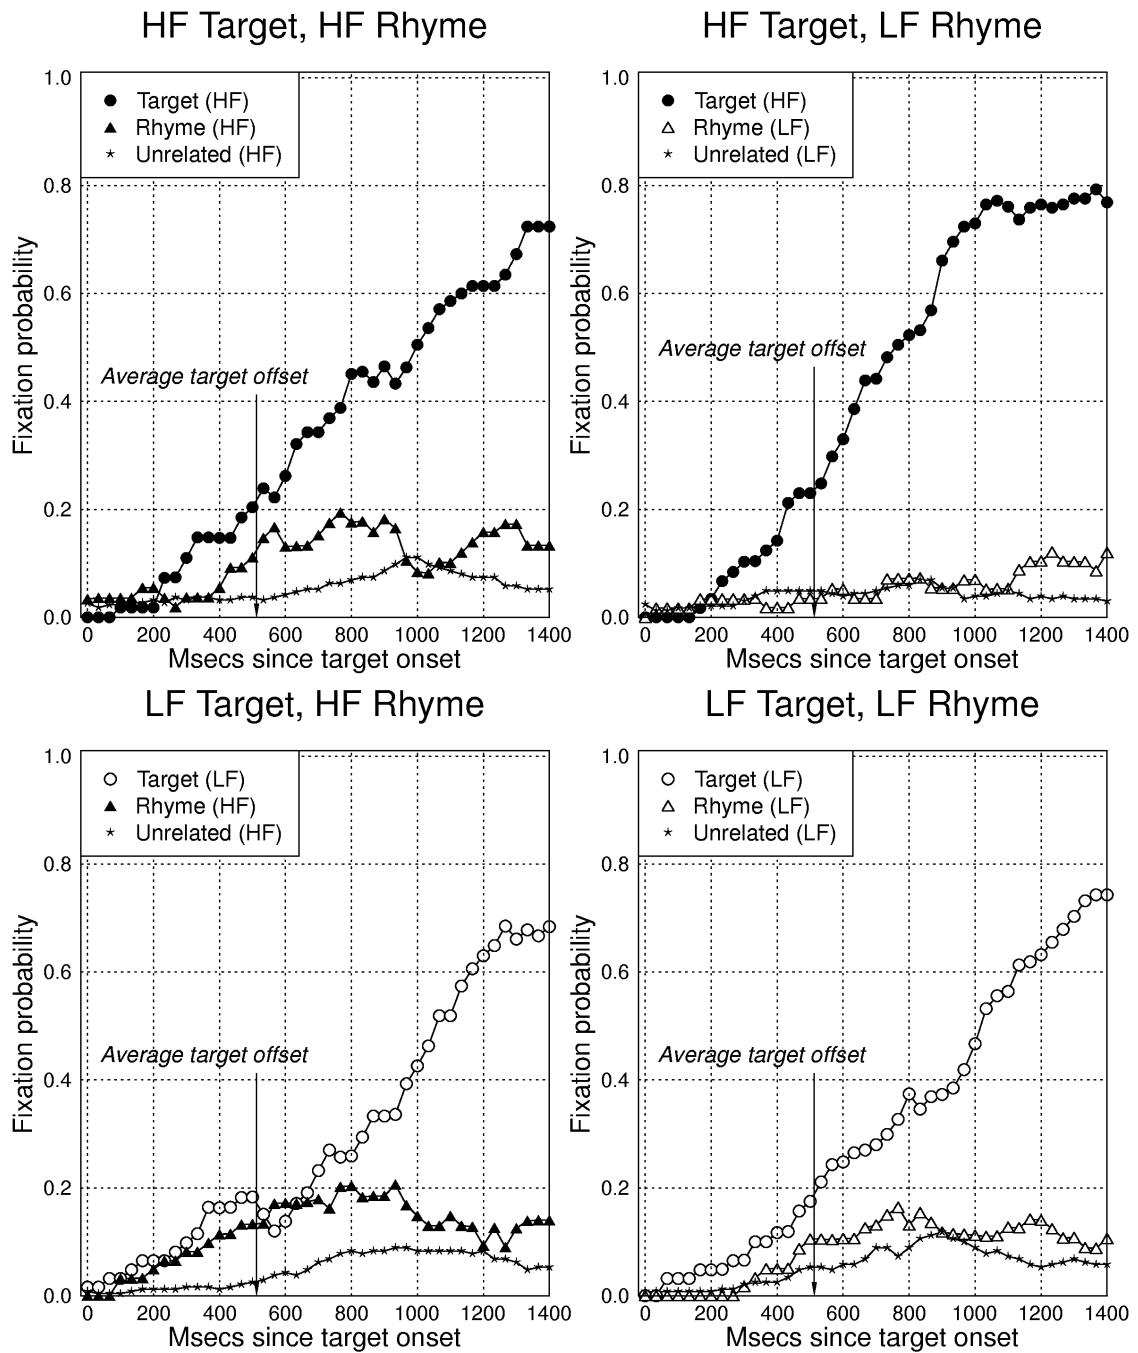 HF Target, HF Rhyme
1.0
0.8
0.6
0.4
0.2
0.0
Fixation probability
Target (HF)
Rhyme (HF)
Unrelated (HF)
Average target offset
0 200 400 600 800 1000 1200 1400
Msecs since target onset
HF Target, LF Rhyme
1.0
0.8
0.6
0.4
0.2
0.0
Fixation probability
Target (HF)
Rhyme (LF)
Unrelated (LF)
Average target offset
0 200 400 600 800 1000 1200 1400
Msecs since target onset
LF Target, HF Rhyme
1.0
0.8
0.6
0.4
0.2
0.0
Fixation probability
Target (LF)
Rhyme (HF)
Unrelated (HF)
Average target offset
0 200 400 600 800 1000 1200 1400
Msecs since target onset
LF Target, LF Rhyme
1.0
0.8
0.6
0.4
0.2
0.0
Fixation probability
Target (LF)
Rhyme (LF)
Unrelated (LF)
Average target offset
0 200 400 600 800 1000 1200 1400
Msecs since target onset